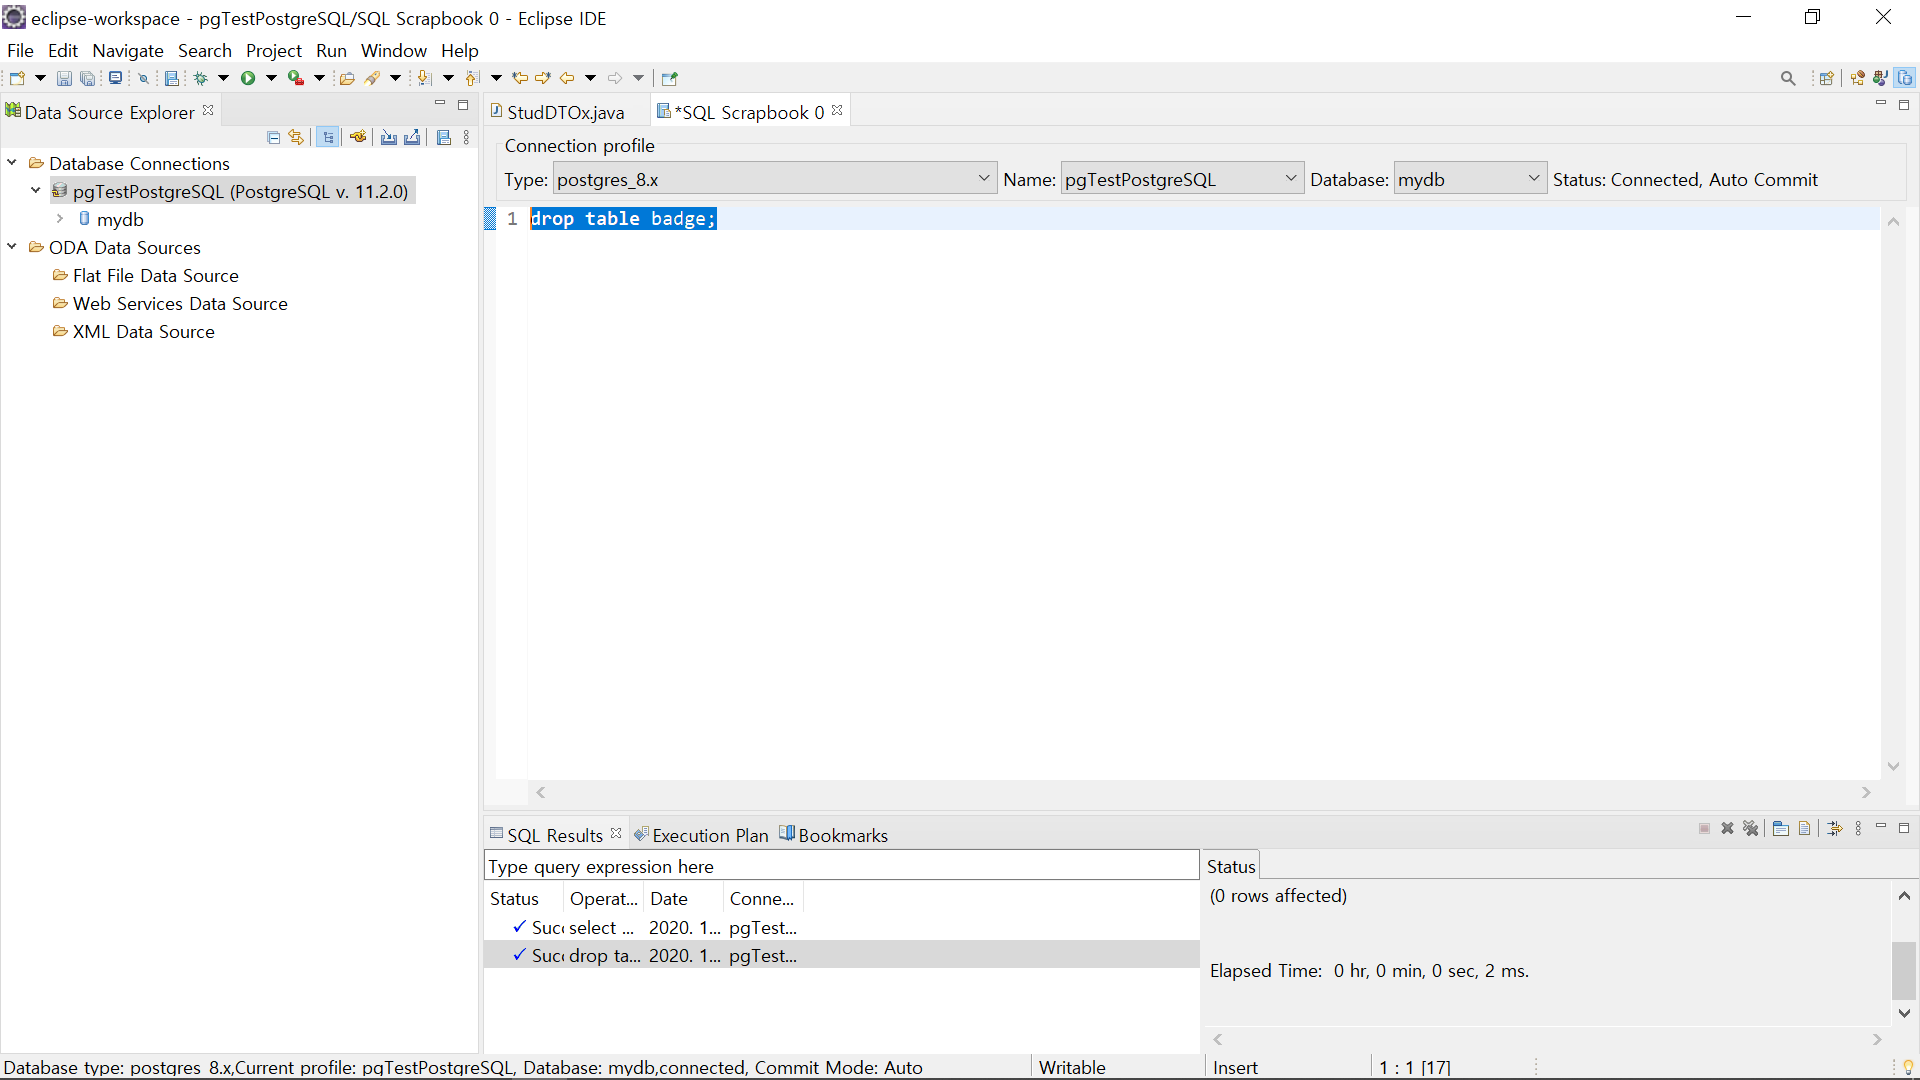 eclipse-workspace - pgTestPostgreSQL/SQL Scrapbook 0 - Eclipse IDE
File Edit Navigate Search Project Run Window Help
Data Source Explorer
Database Connections
pgTestPostgreSQL (PostgreSQL v. 11.2.0)
mydb
ODA Data Sources
Flat File Data Source
Web Services Data Source
XML Data Source
StudDTOx.java *SQL Scrapbook 0
Connection profile
Type: postgres_8.x Name: pgTestPostgreSQL Database: mydb Status: Connected, Auto Commit
1 drop table badge;
SQL Results Execution Plan Bookmarks
Type query expression here
Status Operat... Date Conne...
Succ select ... 2020. 1... pgTest...
Succ drop ta... 2020. 1... pgTest...
Status
(0 rows affected)
Elapsed Time: 0 hr, 0 min, 0 sec, 2 ms.
Database type: postgres_8.x,Current profile: pgTestPostgreSQL, Database: mydb,connected, Commit Mode: Auto Writable Insert 1 : 1 [17]